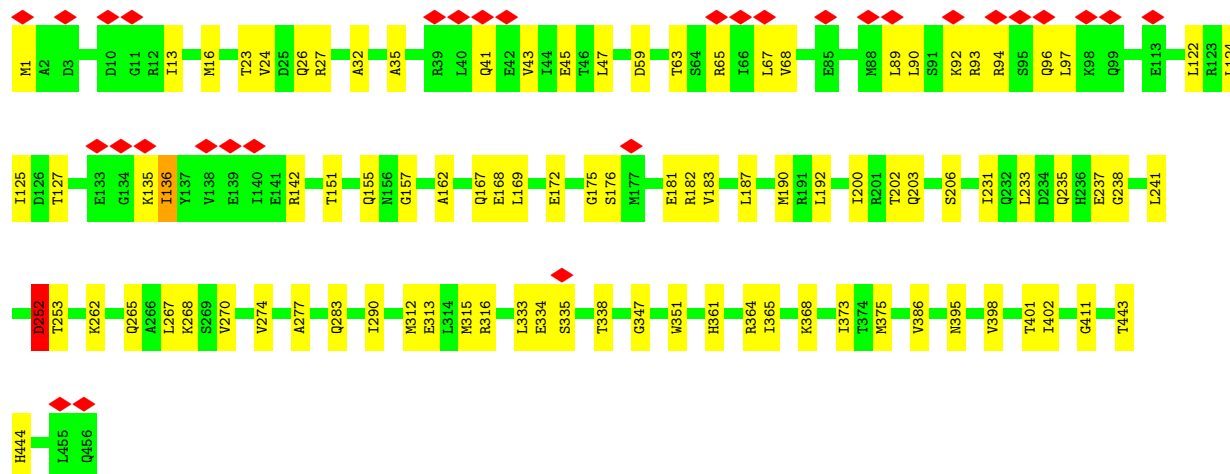 M1 A2 D3 D10 G11 R12 I13 M16 T23 V24 D25 Q26 R27 A32 A35 R39 L40 Q41 E42 V43 I44 E45 T46 L47 D59 T63 S64 R65 I66 L67 V68 E85 M88 L89 L90 S91 K92 R93 R94 S95 Q96 L97 K98 Q99 E113 L122 R123 L124
I125 D126 T127 E133 G134 K135 I136 Y137 V138 E139 I140 E141 R142 T151 Q155 N156 G157 A162 Q167 E168 L169 E172 G175 S176 M177 E181 R182 V183 L187 M190 R191 L192 I200 R201 T202 Q203 S206 I231 Q232 L233 D234 Q235 H236 E237 G238 L241
D252 T253 K262 Q265 A266 L267 K268 S269 V270 V274 A277 Q283 I290 M312 E313 L314 M315 R316 L333 E334 S335 T338 G347 W351 H361 R364 I365 K368 I373 T374 M375 V386 N395 V398 T401 T402 G411 T443
H444 L455 Q456